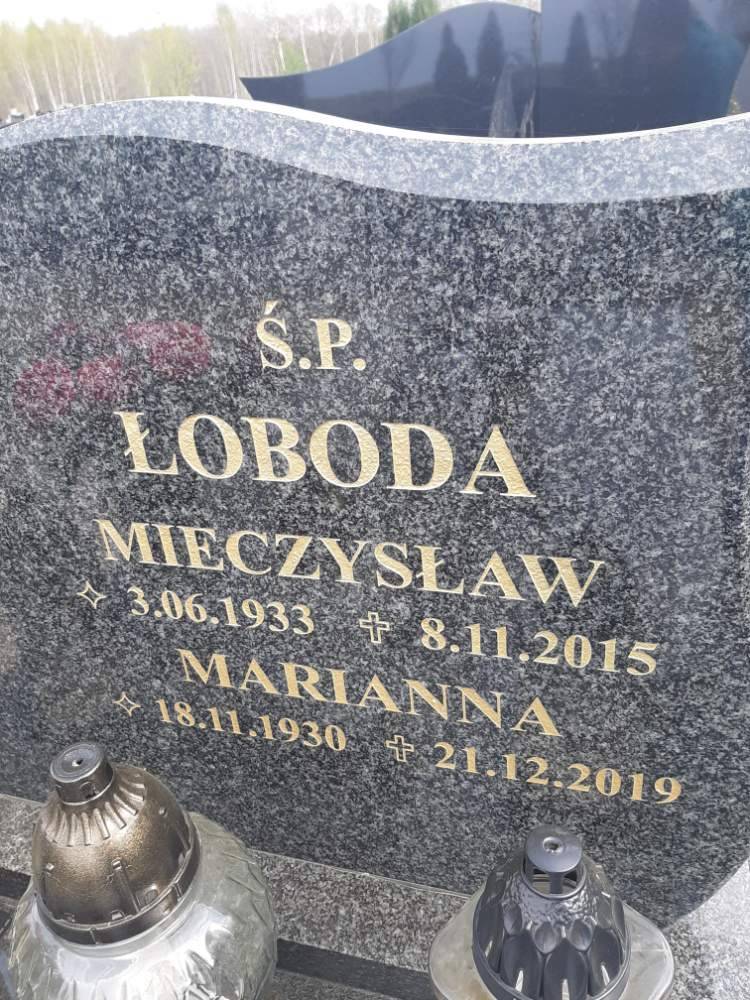 Ś.P.
ŁOBODA
MIECZYSŁAW
3.06.1933 8.11.2015
MARIANNA
18.11.1930 21.12.2019